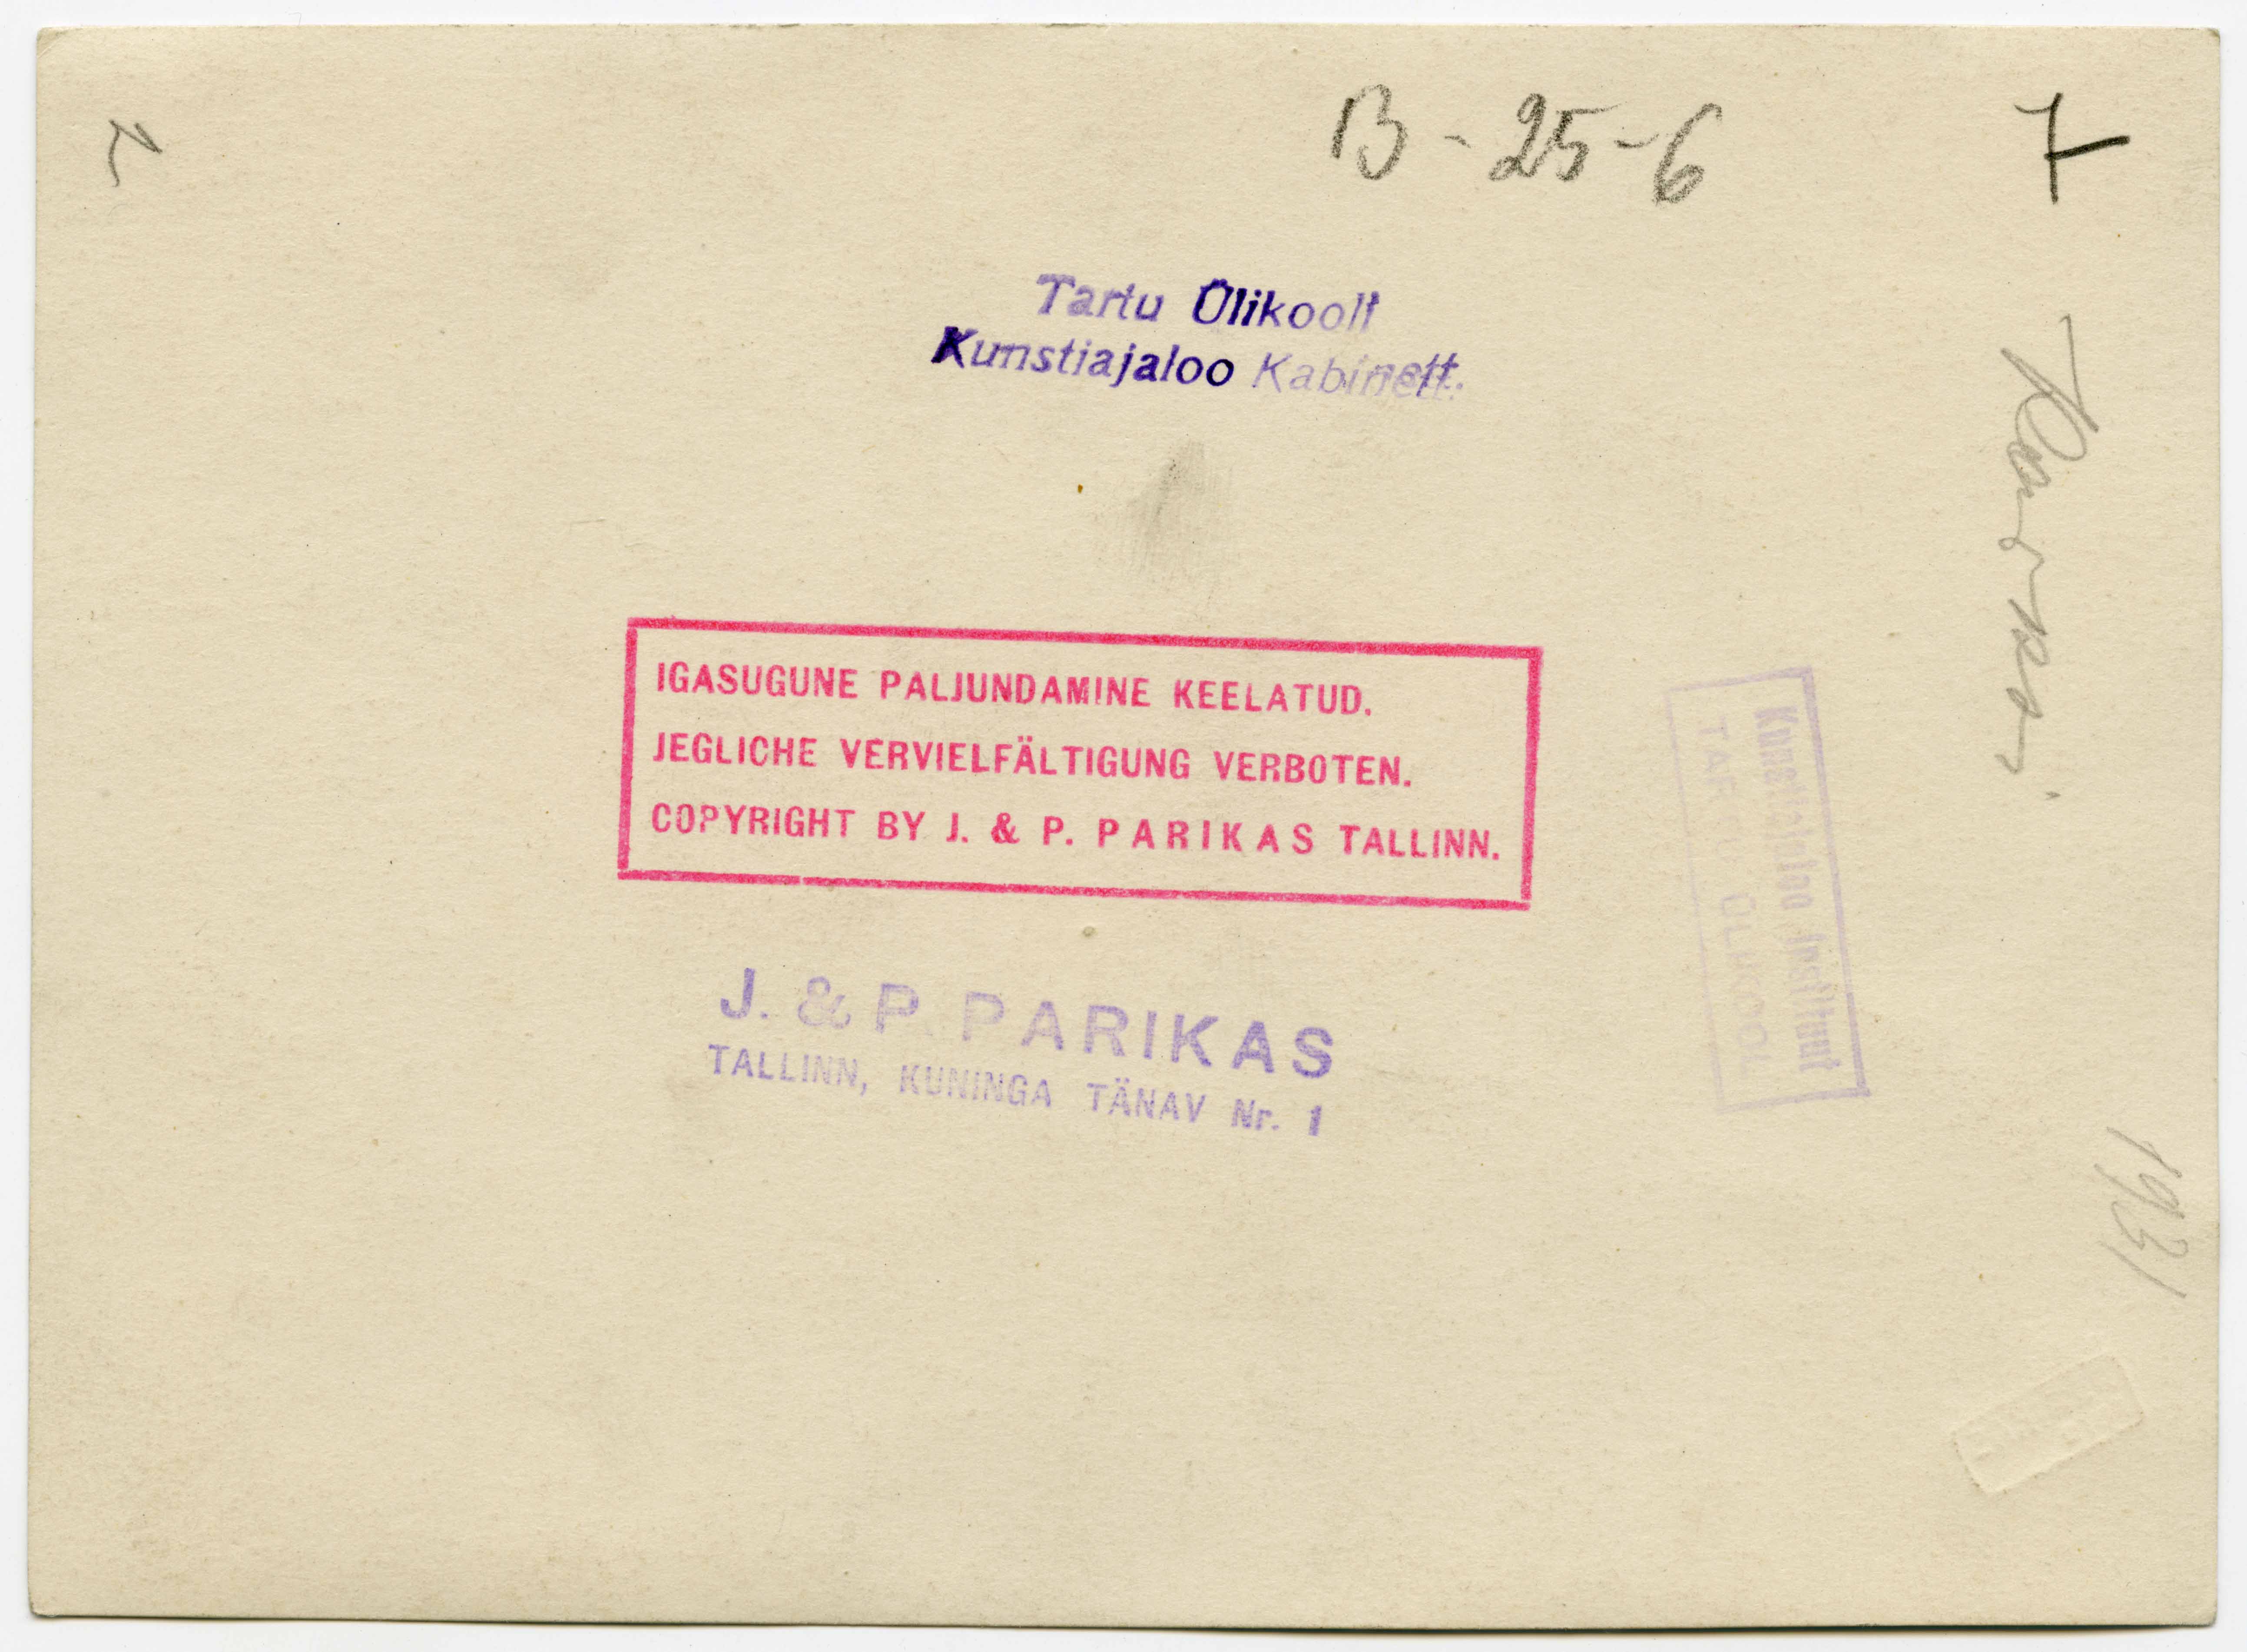 B-25-6
7
Tartu Ülikooli
Kunstiajaloo Kabinett.
IGASUGUNE PALJUNDAMINE KEELATUD.
JEGLICHE VERVIELFÄLTIGUNG VERBOTEN.
COPYRIGHT BY J. & P. PARIKAS TALLINN.
J. & P. PARIKAS
TALLINN, KUNINGA TÄNAV Nr. 1
Kunstiajaloo Instituut
TARTU ÜLIKOOL
1931